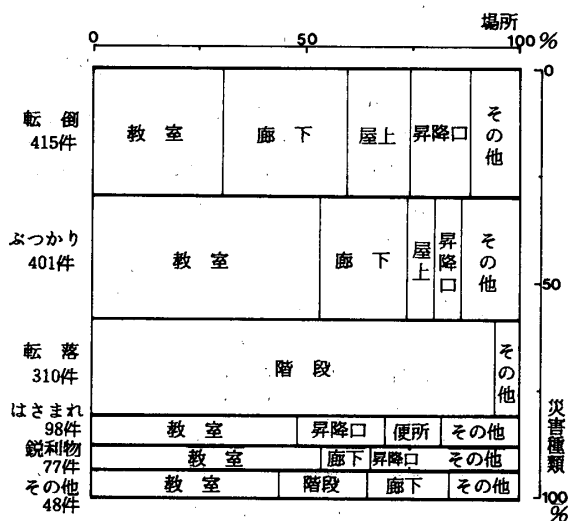 場所
0 50 100%
転倒
415件
教室 廊下 屋上 昇降口 その他
0
ぶつかり
401件
教室 廊下 屋上 昇降口 その他
50
転落
310件
階段 その他
はさまれ
98件
教室 昇降口 便所 その他
鋭利物
77件
教室 廊下 昇降口 その他
その他
48件
教室 階段 廊下 その他
災害種類
100%